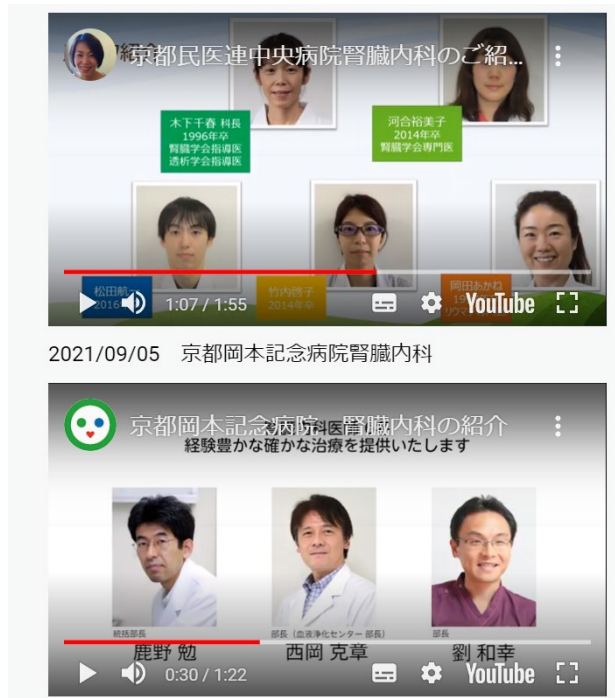 京都民医連中央病院腎臓内科のご紹...
木下千春 科長
1996年卒
腎臓学会指導医
透析学会指導医
河合裕美子
2014年卒
腎臓学会専門医
松田航
2016
竹内啓子
2014年卒
岡田あかね
1:07 / 1:55
YouTube
2021/09/05 京都岡本記念病院腎臓内科
京都岡本記念病院 腎臓内科の紹介
経験豊かな確かな治療を提供いたします
統括部長
鹿野 勉
部長（血液浄化センター 部長）
西岡 克章
部長
劉 和幸
0:30 / 1:22
YouTube